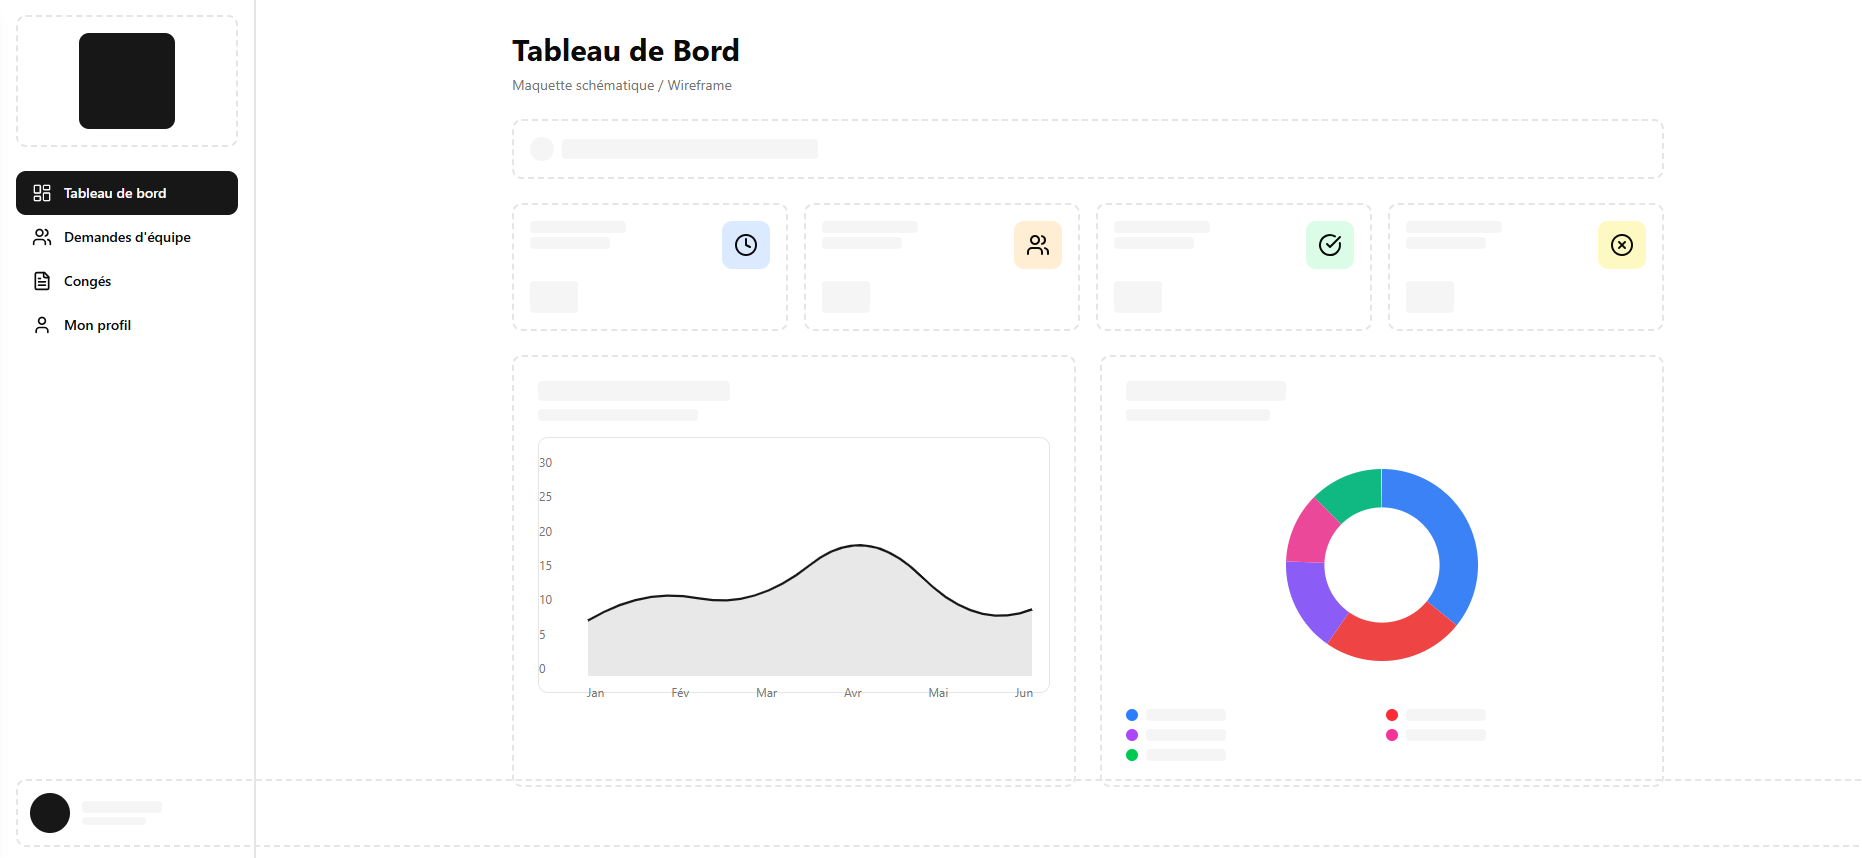 Tableau de bord
Demandes d'équipe
Congés
Mon profil
Tableau de Bord
Maquette schématique / Wireframe
30
25
20
15
10
5
0
Jan Fév Mar Avr Mai Jun